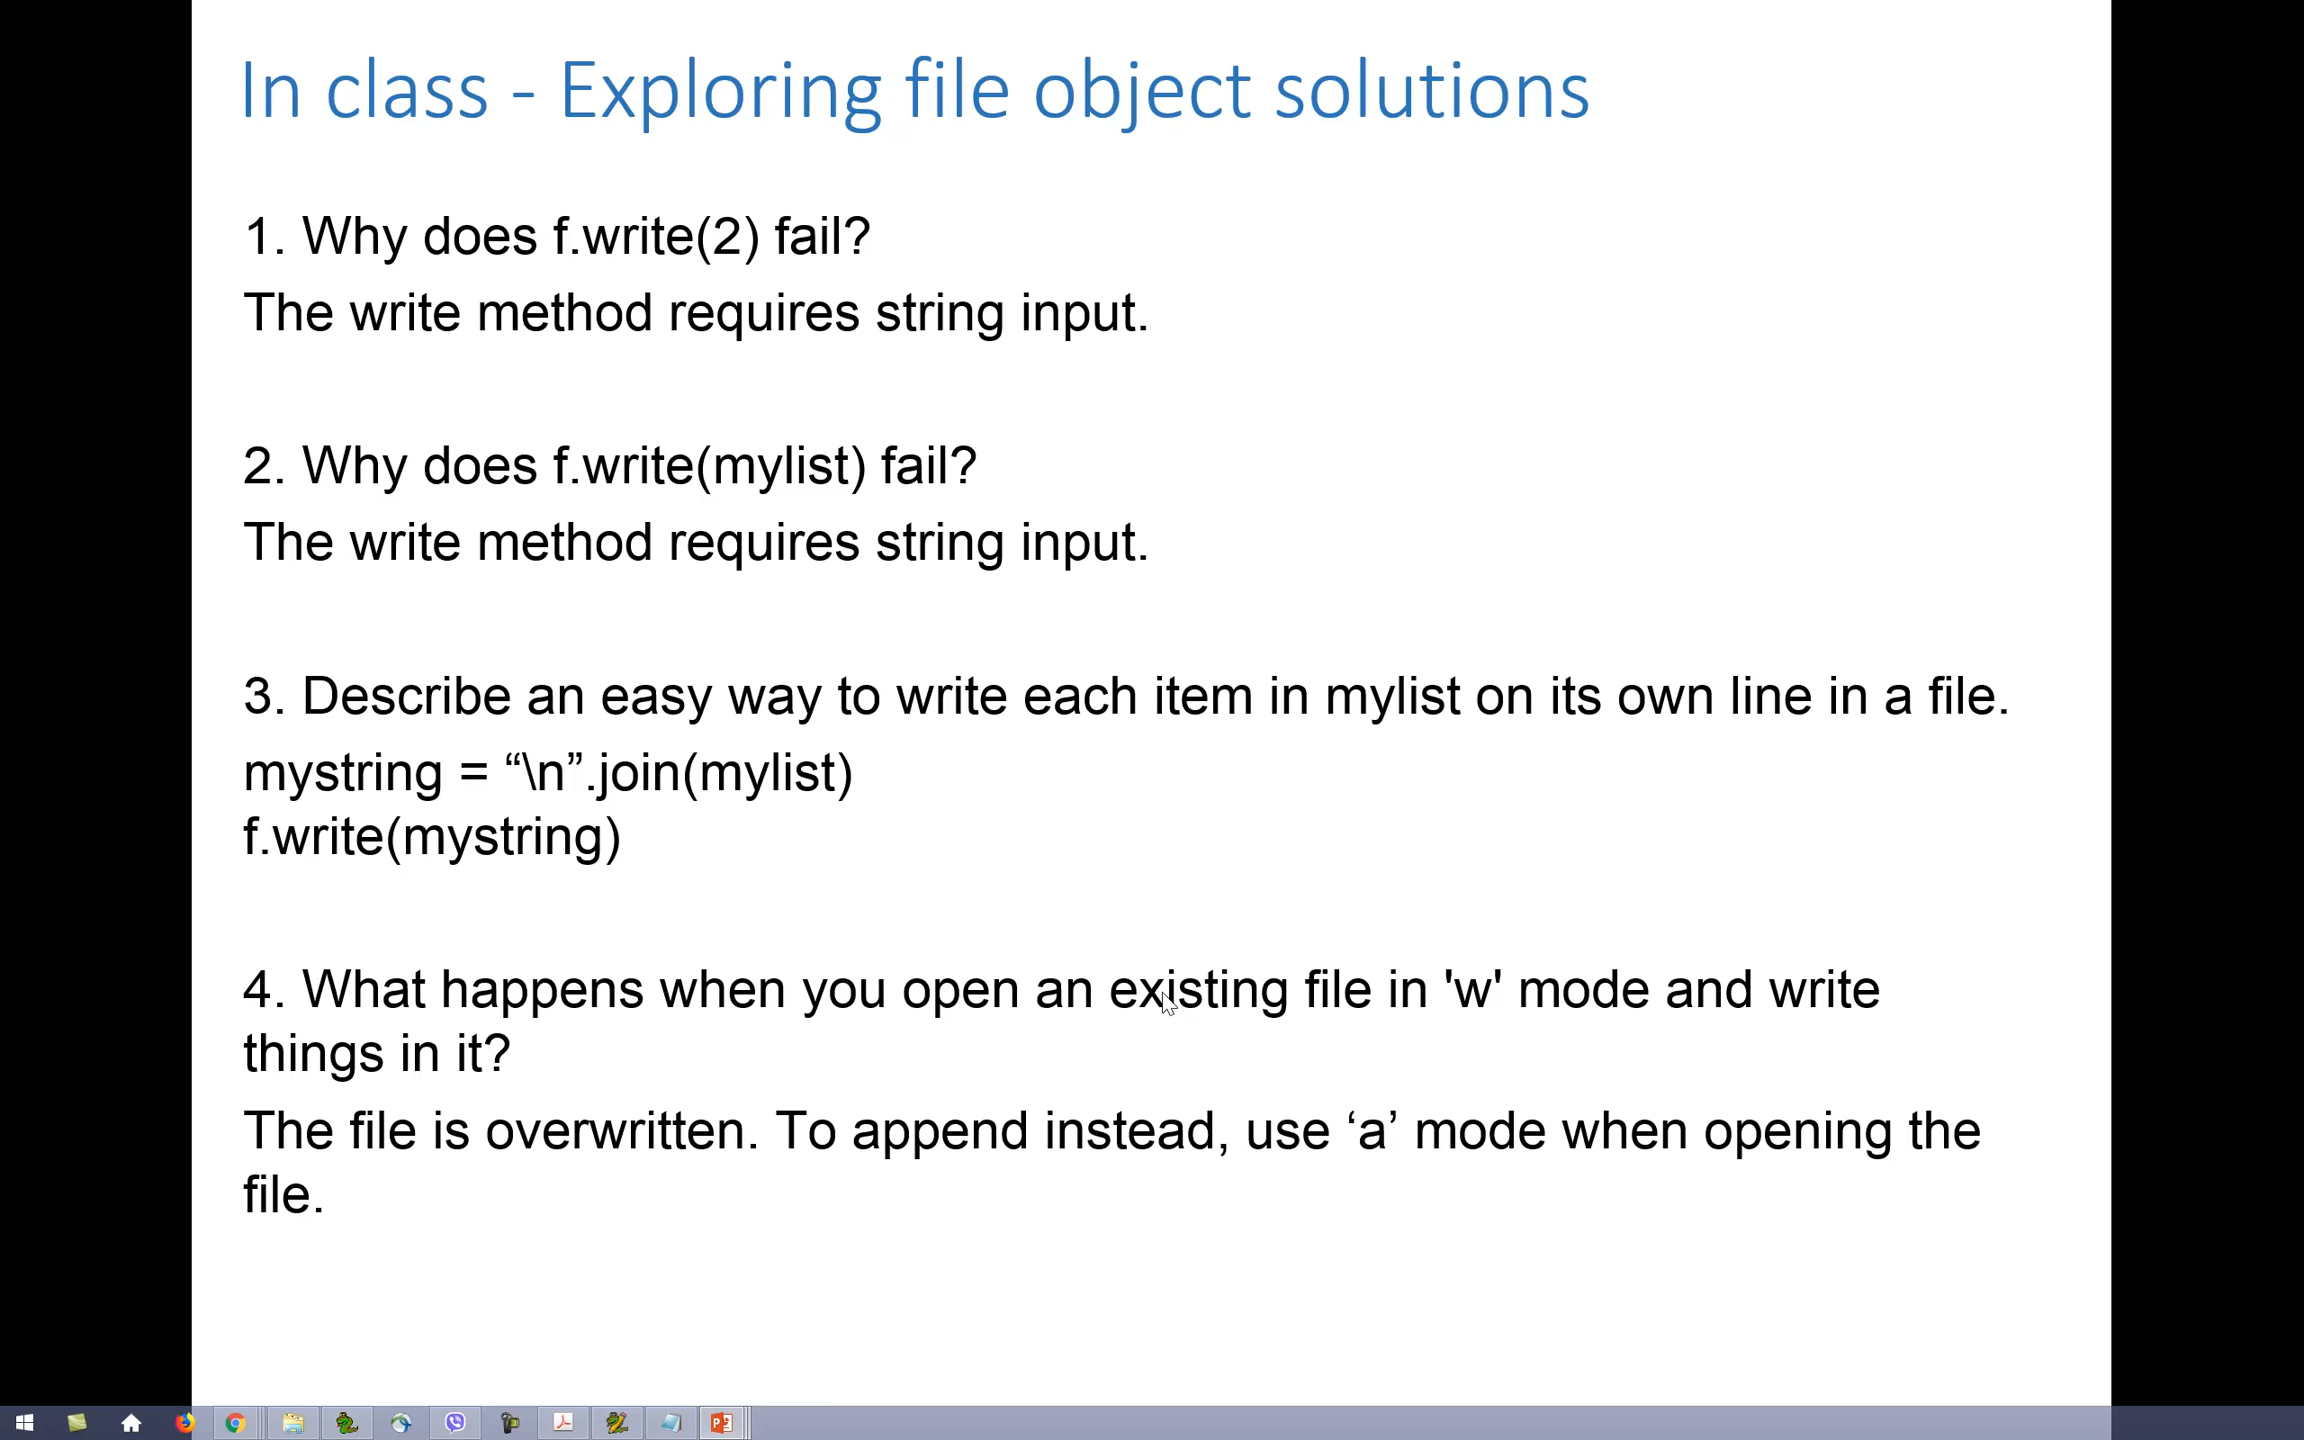 In class - Exploring file object solutions
1. Why does f.write(2) fail?
The write method requires string input.
2. Why does f.write(mylist) fail?
The write method requires string input.
3. Describe an easy way to write each item in mylist on its own line in a file.
mystring = “\n”.join(mylist)
f.write(mystring)
4. What happens when you open an existing file in 'w' mode and write
things in it?
The file is overwritten. To append instead, use ‘a’ mode when opening the
file.